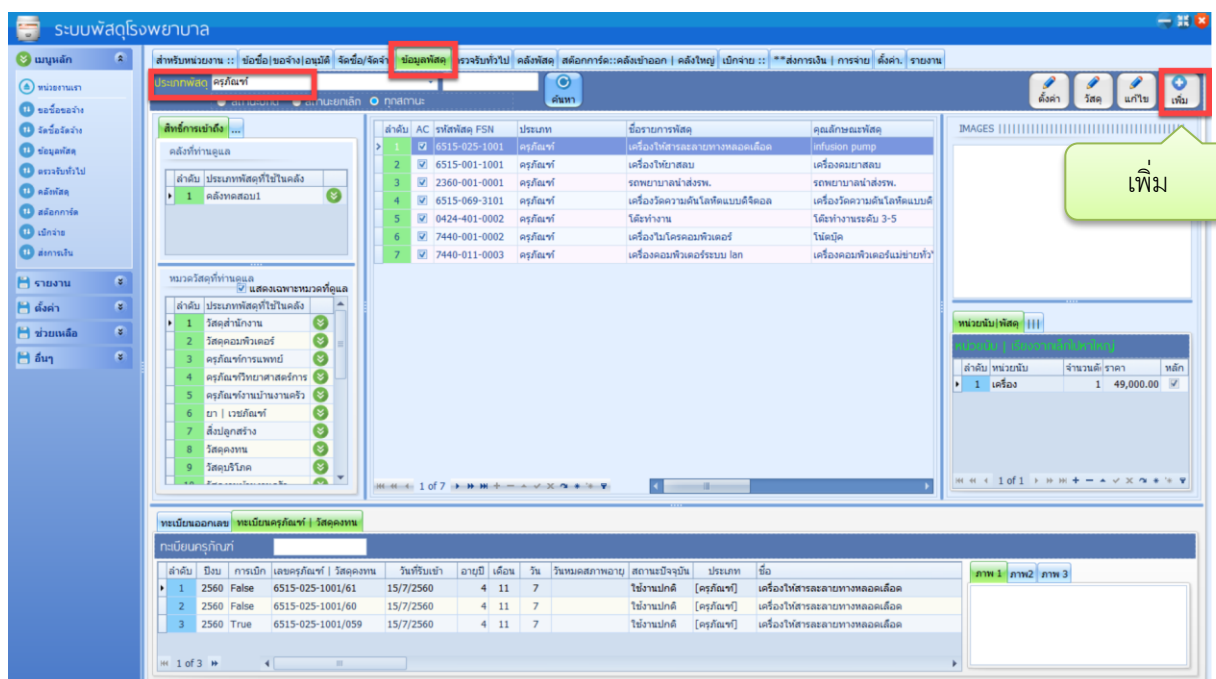 ระบบพัสดุโรงพยาบาล
เมนูหลัก
หน่วยงานเรา
ขอซื้อขอจ้าง
จัดซื้อจัดจ้าง
ข้อมูลพัสดุ
ตรวจรับทั่วไป
คลังพัสดุ
สต๊อกการ์ด
เบิกจ่าย
ส่งการเงิน
รายงาน
ตั้งค่า
ช่วยเหลือ
อื่นๆ
สำหรับหน่วยงาน :: ข้อซื้อ|ขอจ้าง|อนุมัติ จัดซื้อ/จัดจ้า ข้อมูลพัสดุ ตรวจรับทั่วไป คลังพัสดุ สต๊อกการ์ด::คลังเข้าออก | คลังใหญ่ เบิกจ่าย :: **ส่งการเงิน | การจ่าย ตั้งค่า. รายงาน
ประเภทพัสดุ ครุภัณฑ์
สถานะปกติ สถานะยกเลิก ทุกสถานะ
ค้นหา
ตั้งค่า วัสดุ แก้ไข เพิ่ม
เพิ่ม
สิทธิ์การเข้าถึง ...
คลังที่ท่านดูแล
ลำดับ ประเภทพัสดุที่ใช้ในคลัง
1 คลังทดสอบ1
หมวดวัสดุที่ท่านดูแล
แสดงเฉพาะหมวดที่ดูแล
ลำดับ ประเภทพัสดุที่ใช้ในคลัง
1 วัสดุสำนักงาน
2 วัสดุคอมพิวเตอร์
3 ครุภัณฑ์การแพทย์
4 ครุภัณฑ์วิทยาศาสตร์การ
5 ครุภัณฑ์งานบ้านงานครัว
6 ยา | เวชภัณฑ์
7 สิ่งปลูกสร้าง
8 วัสดุคงทน
9 วัสดุบริโภค
ลำดับ AC รหัสพัสดุ FSN ประเภท ชื่อรายการพัสดุ คุณลักษณะพัสดุ
1 6515-025-1001 ครุภัณฑ์ เครื่องให้สารละลายทางหลอดเลือด infusion pump
2 6515-001-1001 ครุภัณฑ์ เครื่องให้ยาสลบ เครื่องดมยาสลบ
3 2360-001-0001 ครุภัณฑ์ รถพยาบาลนำส่งรพ. รถพยาบาลนำส่งรพ.
4 6515-069-3101 ครุภัณฑ์ เครื่องวัดความดันโลหิตแบบดิจิตอล เครื่องวัดความดันโลหิตแบบดิ
5 0424-401-0002 ครุภัณฑ์ โต๊ะทำงาน โต๊ะทำงานระดับ 3-5
6 7440-001-0002 ครุภัณฑ์ เครื่องไมโครคอมพิวเตอร์ โน้ตบุ๊ค
7 7440-011-0003 ครุภัณฑ์ เครื่องคอมพิวเตอร์ระบบ lan เครื่องคอมพิวเตอร์แม่ข่ายทั่ว
1 of 7
IMAGES
หน่วยนับ|พัสดุ
หน่วยนับ | เรียงจากเล็กไปหาใหญ่
ลำดับ หน่วยนับ จำนวนต่ ราคา หลัก
1 เครื่อง 1 49,000.00
1 of 1
ทะเบียนออกเลข ทะเบียนครุภัณฑ์ | วัสดุคงทน
ทะเบียนครุภัณฑ์
ลำดับ ปีงบ การเบิก เลขครุภัณฑ์ | วัสดุคงทน วันที่รับเข้า อายุปี เดือน วัน วันหมดสภาพอายุ สถานะปัจจุบัน ประเภท ชื่อ
1 2560 False 6515-025-1001/61 15/7/2560 4 11 7 ใช้งานปกติ [ครุภัณฑ์] เครื่องให้สารละลายทางหลอดเลือด
2 2560 False 6515-025-1001/60 15/7/2560 4 11 7 ใช้งานปกติ [ครุภัณฑ์] เครื่องให้สารละลายทางหลอดเลือด
3 2560 True 6515-025-1001/059 15/7/2560 4 11 7 ใช้งานปกติ [ครุภัณฑ์] เครื่องให้สารละลายทางหลอดเลือด
1 of 3
ภาพ 1 ภาพ2 ภาพ 3